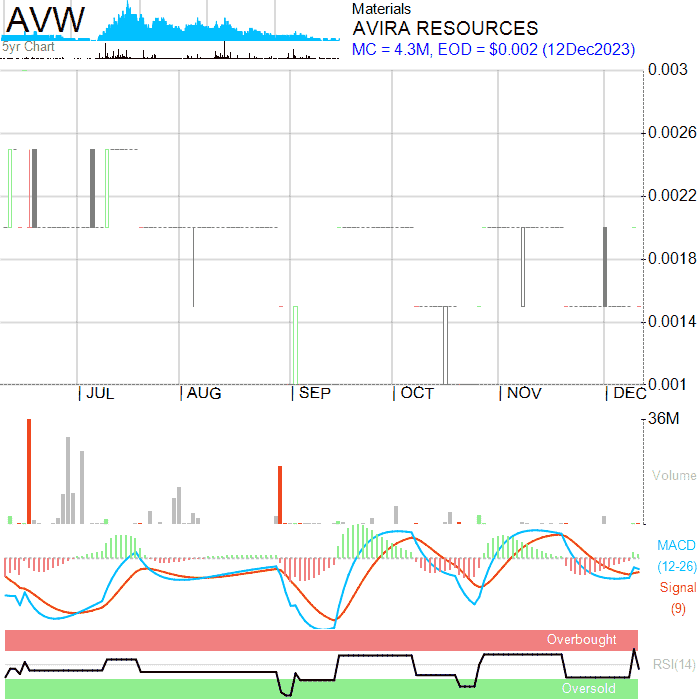 AVW
5yr Chart
Materials
AVIRA RESOURCES
MC = 4.3M, EOD = $0.002 (12Dec2023)
0.003
0.0026
0.0022
0.0018
0.0014
0.001
JUL AUG SEP OCT NOV DEC
36M
Volume
MACD
(12-26)
Signal
(9)
Overbought
RSI(14)
Oversold